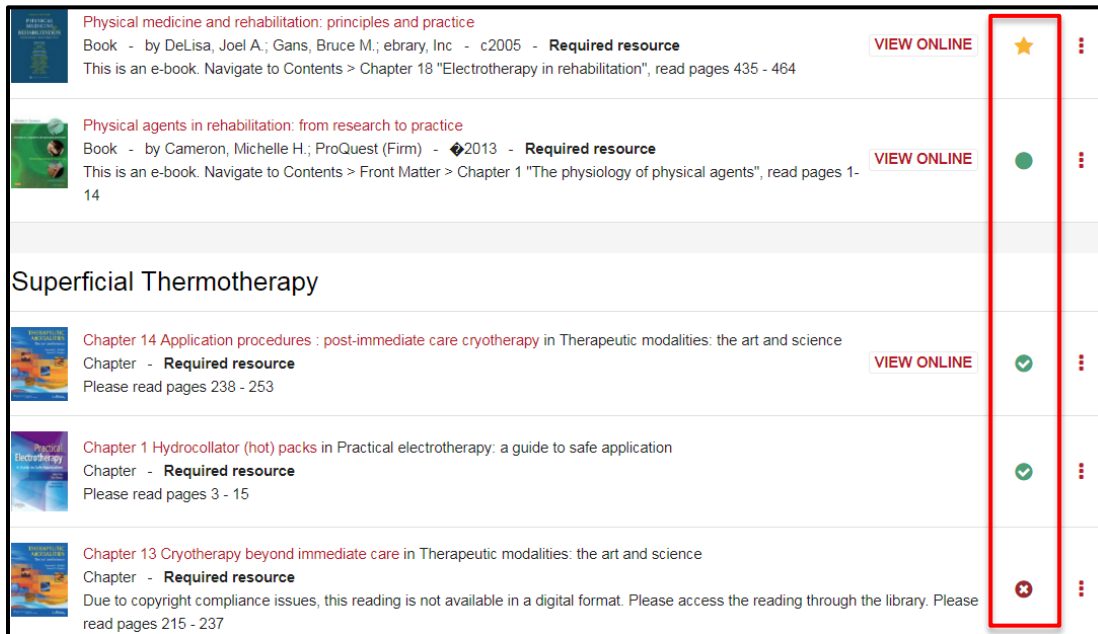 Physical medicine and rehabilitation: principles and practice
Book - by DeLisa, Joel A.; Gans, Bruce M.; ebrary, Inc - c2005 - Required resource
VIEW ONLINE
This is an e-book. Navigate to Contents > Chapter 18 "Electrotherapy in rehabilitation", read pages 435 - 464
Physical agents in rehabilitation: from research to practice
Book - by Cameron, Michelle H.; ProQuest (Firm) - �2013 - Required resource
VIEW ONLINE
This is an e-book. Navigate to Contents > Front Matter > Chapter 1 "The physiology of physical agents", read pages 1-
14
Superficial Thermotherapy
Chapter 14 Application procedures : post-immediate care cryotherapy in Therapeutic modalities: the art and science
Chapter - Required resource
VIEW ONLINE
Please read pages 238 - 253
Practical
Electrotherapy
Chapter 1 Hydrocollator (hot) packs in Practical electrotherapy: a guide to safe application
Chapter - Required resource
Please read pages 3 - 15
Chapter 13 Cryotherapy beyond immediate care in Therapeutic modalities: the art and science
Chapter - Required resource
Due to copyright compliance issues, this reading is not available in a digital format. Please access the reading through the library. Please
read pages 215 - 237